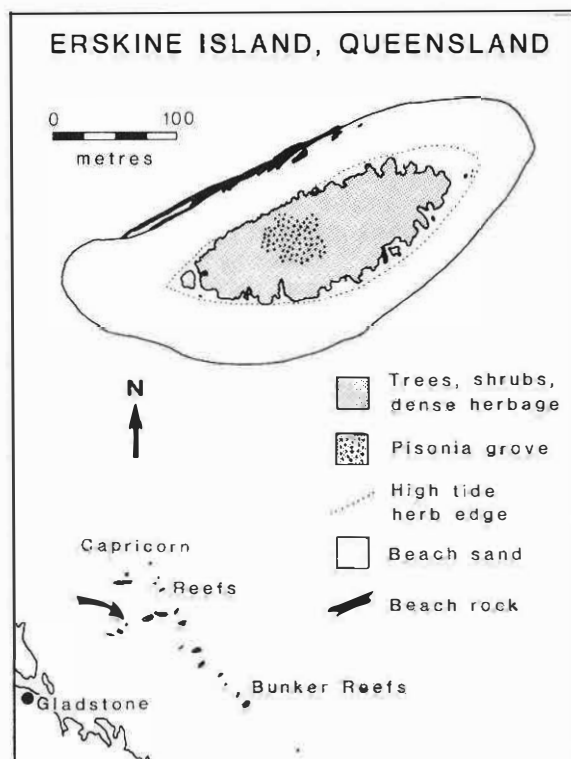 ERSKINE ISLAND, QUEENSLAND
0 100
metres
N
Trees, shrubs,
dense herbage
Pisonia grove
High tide
herb edge
Beach sand
Beach rock
Capricorn
Reefs
Bunker Reefs
Gladstone